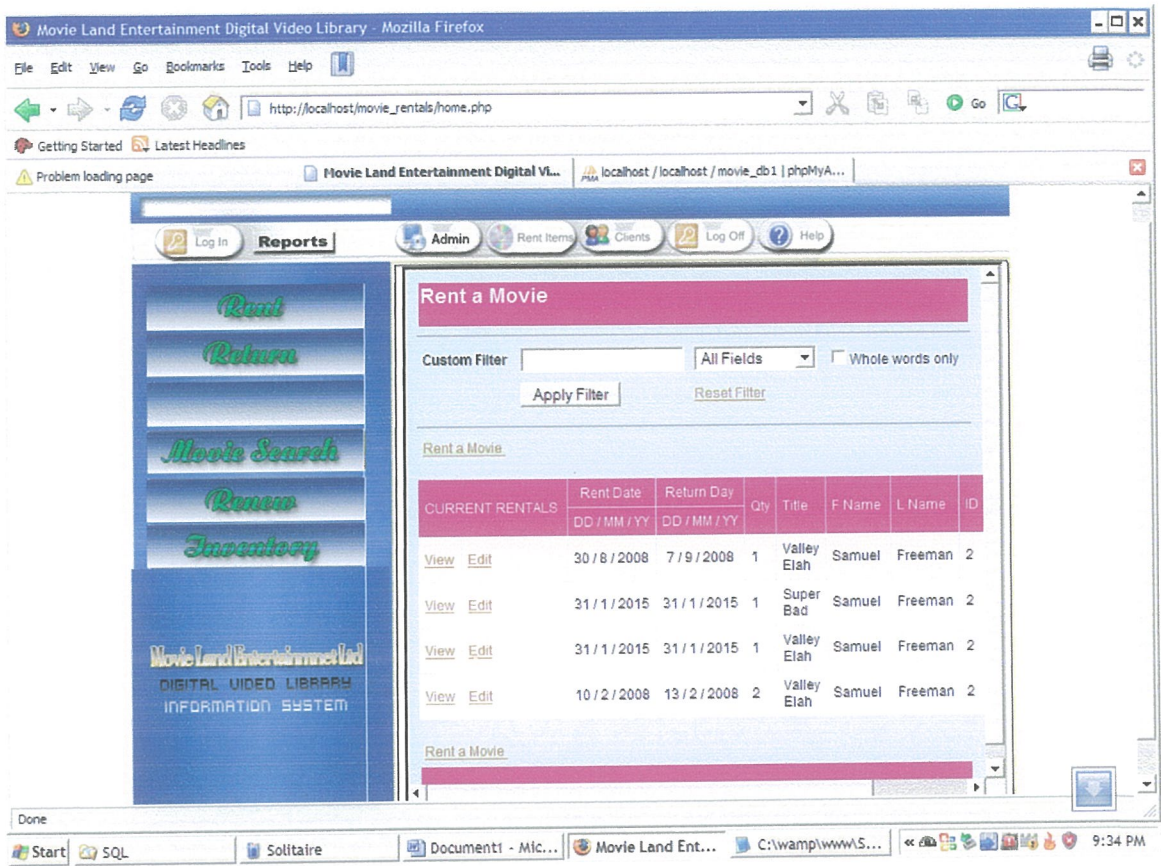 Movie Land Entertainment Digital Video Library - Mozilla Firefox
File Edit View Go Bookmarks Tools Help
http://localhost/movie_rentals/home.php Go
Getting Started Latest Headlines
Problem loading page Movie Land Entertainment Digital Vi... localhost / localhost / movie_db1 | phpMyA...
Log In Reports Admin Rent Items Clients Log Off Help
Rent
Return
Movie Search
Renew
Inventory
Movie Land Entertainmnet Ltd
DIGITAL VIDEO LIBRARY
INFORMATION SYSTEM
Rent a Movie
Custom Filter All Fields Whole words only
Apply Filter Reset Filter
Rent a Movie
CURRENT RENTALS Rent Date Return Day Qty Title F Name L Name ID
DD / MM / YY DD / MM / YY
View Edit 30 / 8 / 2008 7 / 9 / 2008 1 Valley Elah Samuel Freeman 2
View Edit 31 / 1 / 2015 31 / 1 / 2015 1 Super Bad Samuel Freeman 2
View Edit 31 / 1 / 2015 31 / 1 / 2015 1 Valley Elah Samuel Freeman 2
View Edit 10 / 2 / 2008 13 / 2 / 2008 2 Valley Elah Samuel Freeman 2
Rent a Movie
Done
Start SQL Solitaire Document1 - Mic... Movie Land Ent... C:\wamp\www\S... « 9:34 PM